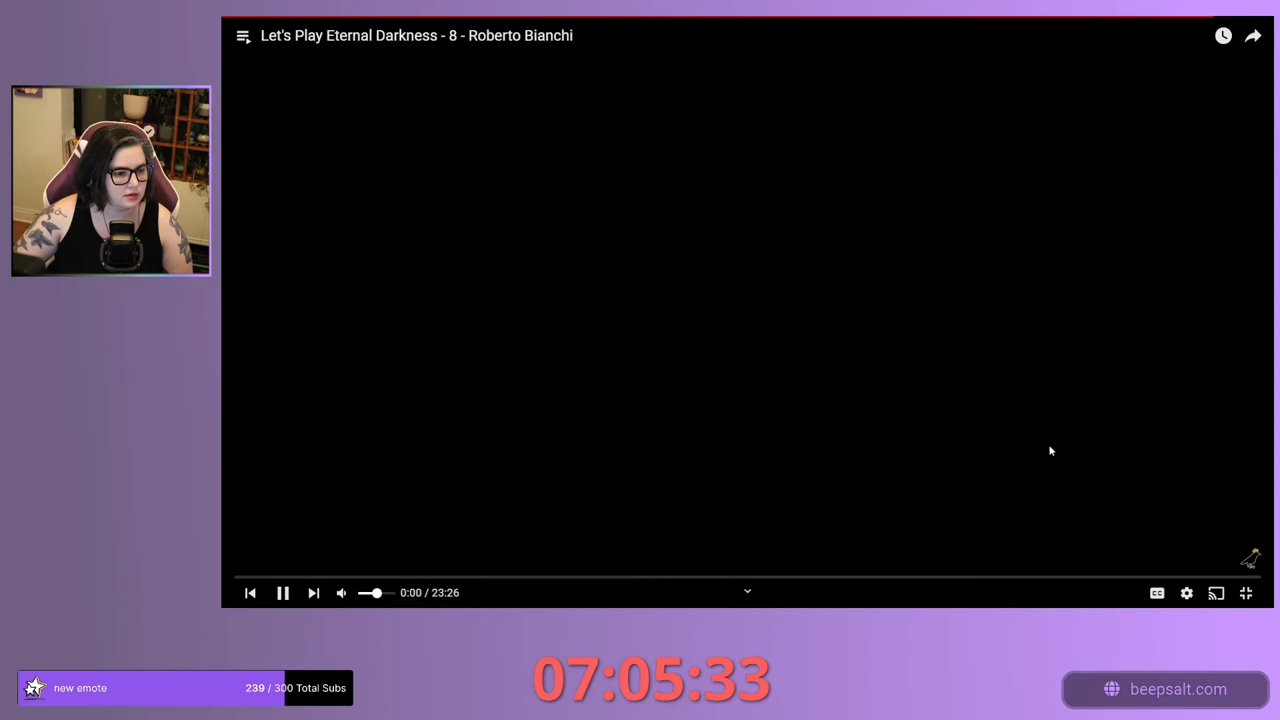 Let's Play Eternal Darkness - 8 - Roberto Bianchi
0:00 / 23:26
CC
new emote
239 / 300 Total Subs
07:05:33
beepsalt.com